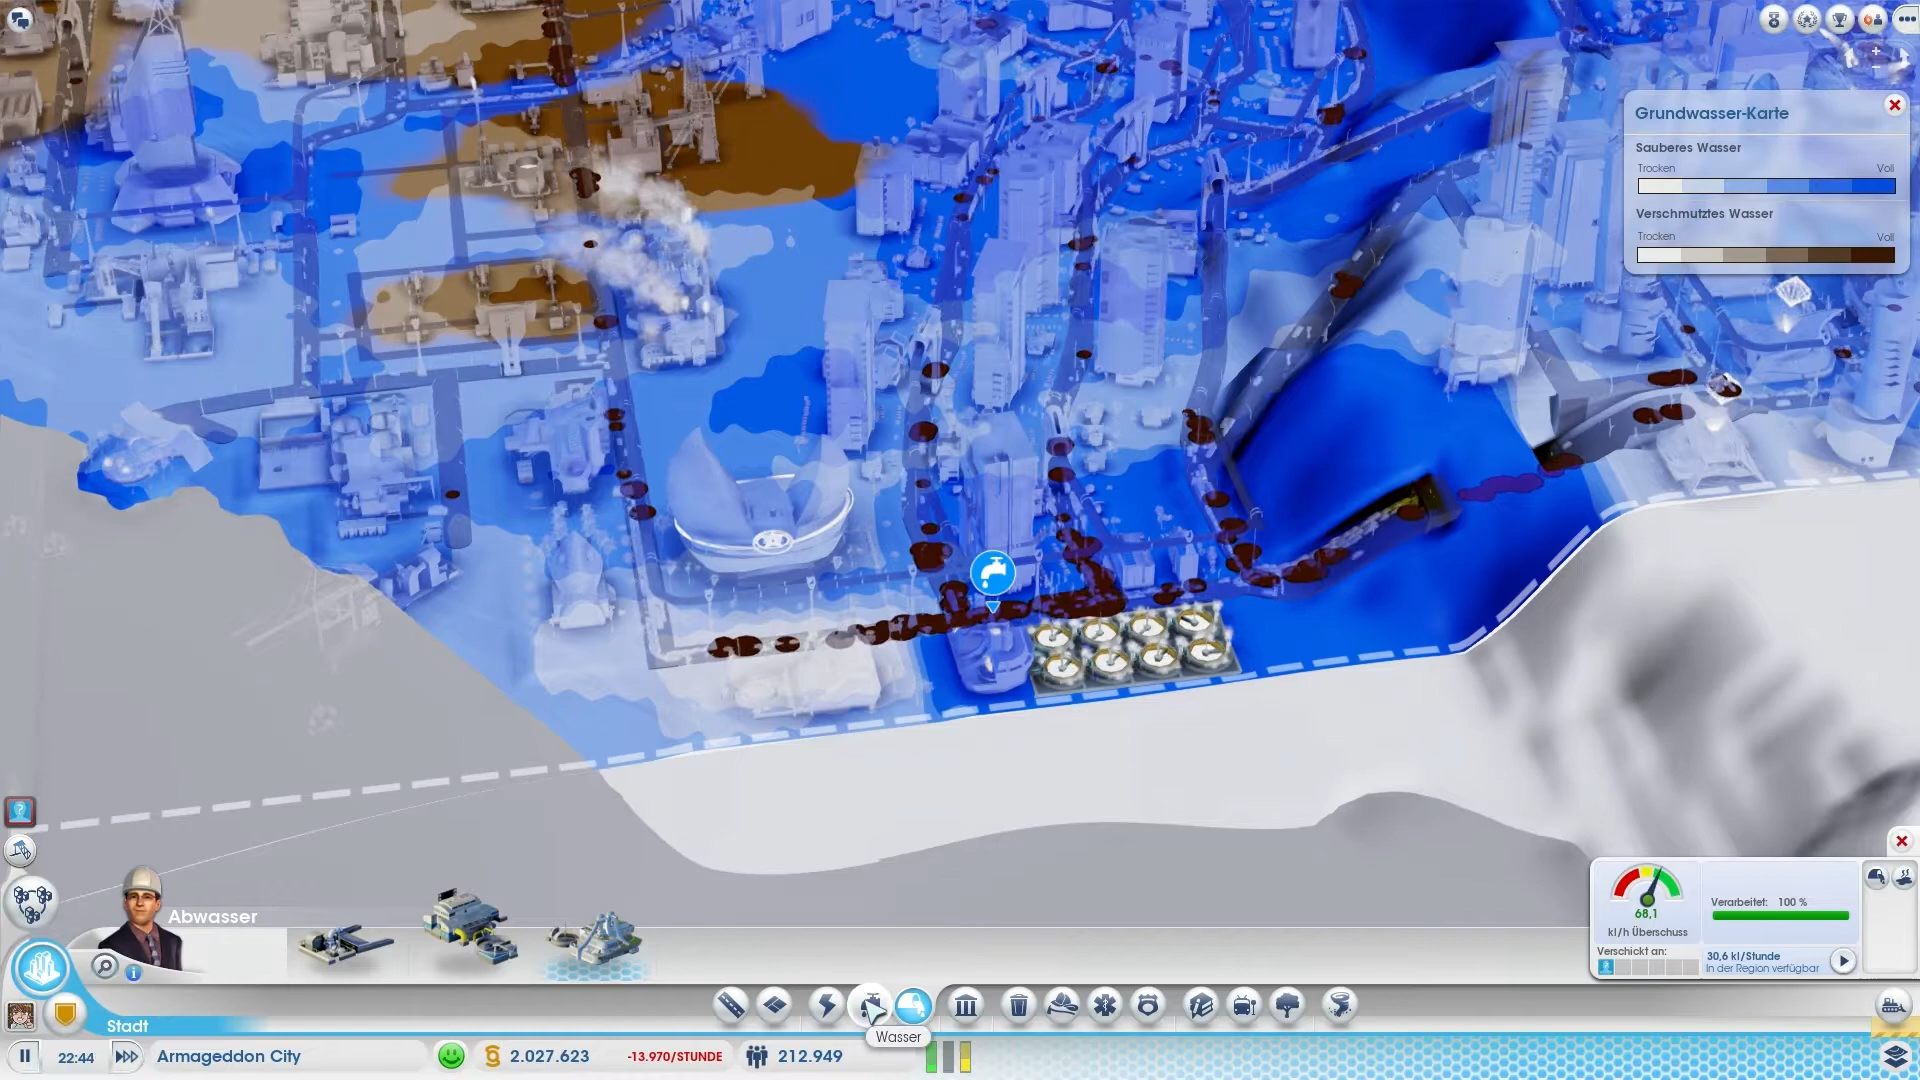 Grundwasser-Karte
Sauberes Wasser
Trocken Voll
Verschmutztes Wasser
Trocken Voll
Abwasser
68,1
kl/h Überschuss
Verarbeitet: 100 %
Verschickt an:
30,6 kl/Stunde
In der Region verfügbar
Stadt
Wasser
22:44
Armageddon City
2.027.623
-13.970/STUNDE
212.949